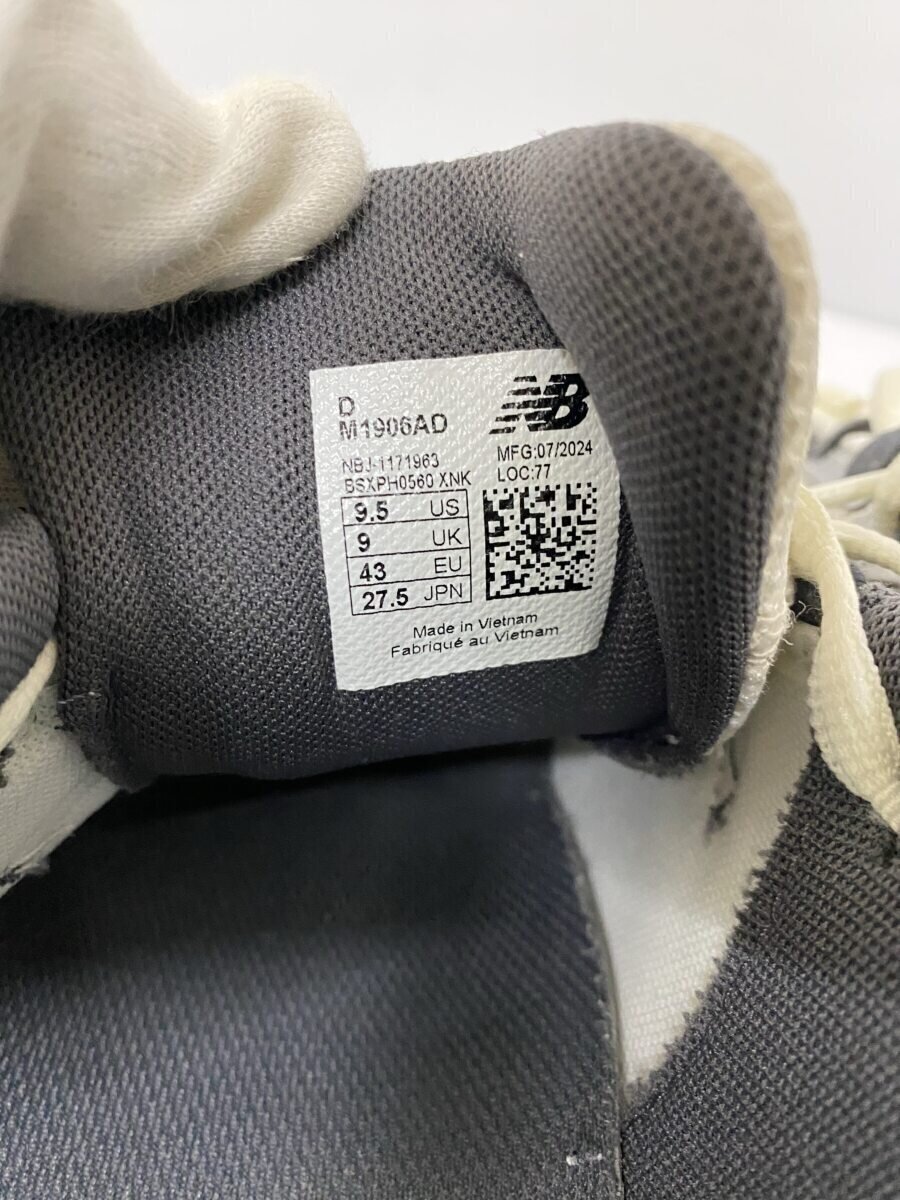 D
M1906AD
NB
NBJ-1171963
MFG:07/2024
BSXPH0560 XNK
LOC:77
9.5 US
9 UK
43 EU
27.5 JPN
Made in Vietnam
Fabriqué au Vietnam